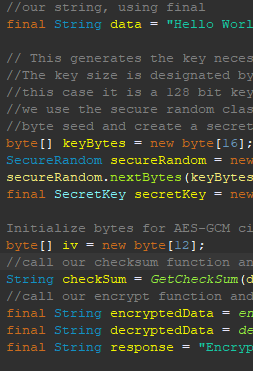 //our string, using final
final String data = "Hello Worl
// This generates the key neces
//The key size is designated by
//this case it is a 128 bit key
//we use the secure random clas
//byte seed and create a secret
byte[] keyBytes = new byte[16];
SecureRandom secureRandom = new
secureRandom.nextBytes(keyBytes
final SecretKey secretKey = new
Initialize bytes for AES-GCM ci
byte[] iv = new byte[12];
//call our checksum function an
String checkSum = GetCheckSum(d
//call our encrypt function and
final String encryptedData = en
final String decryptedData = de
final String response = "Encryp